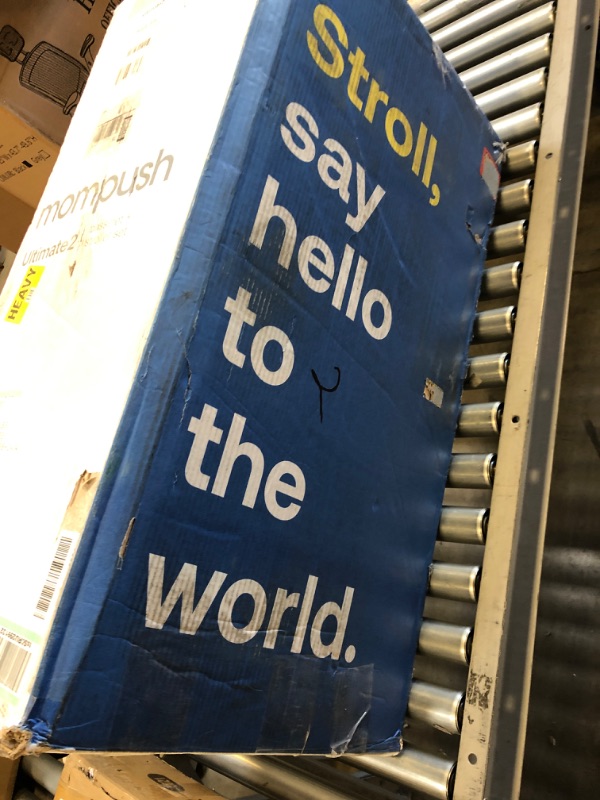 Stroll,
say
hello
to
the
world.
mompush
Ultimate2
HEAVY